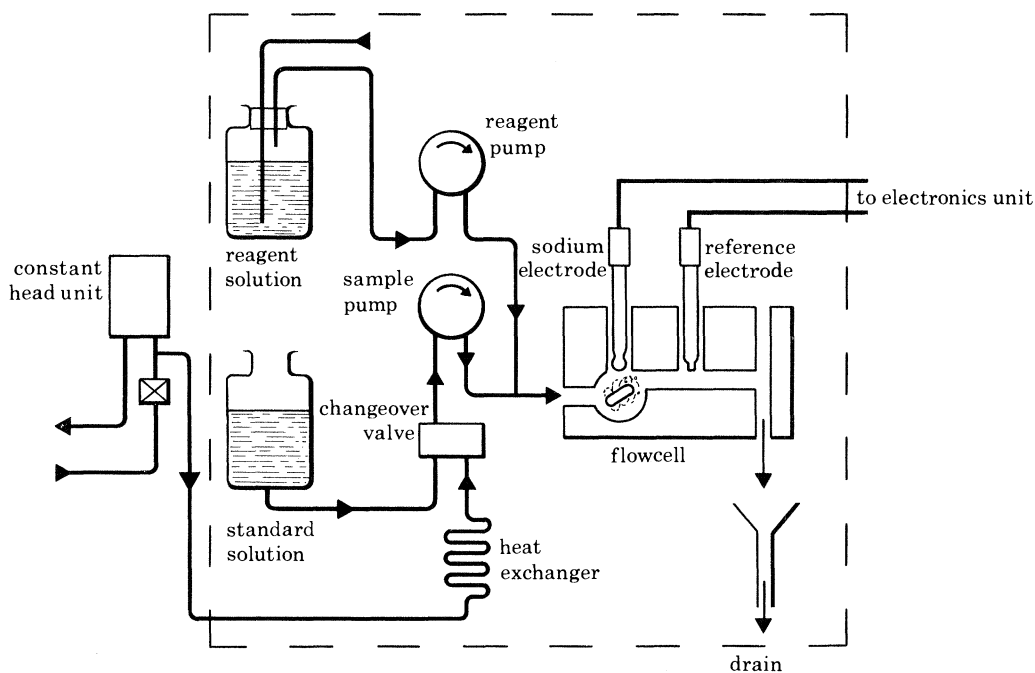 reagent
pump
to electronics unit
sodium
electrode
reference
electrode
reagent
solution
constant
head unit
sample
pump
changeover
valve
flowcell
standard
solution
heat
exchanger
drain